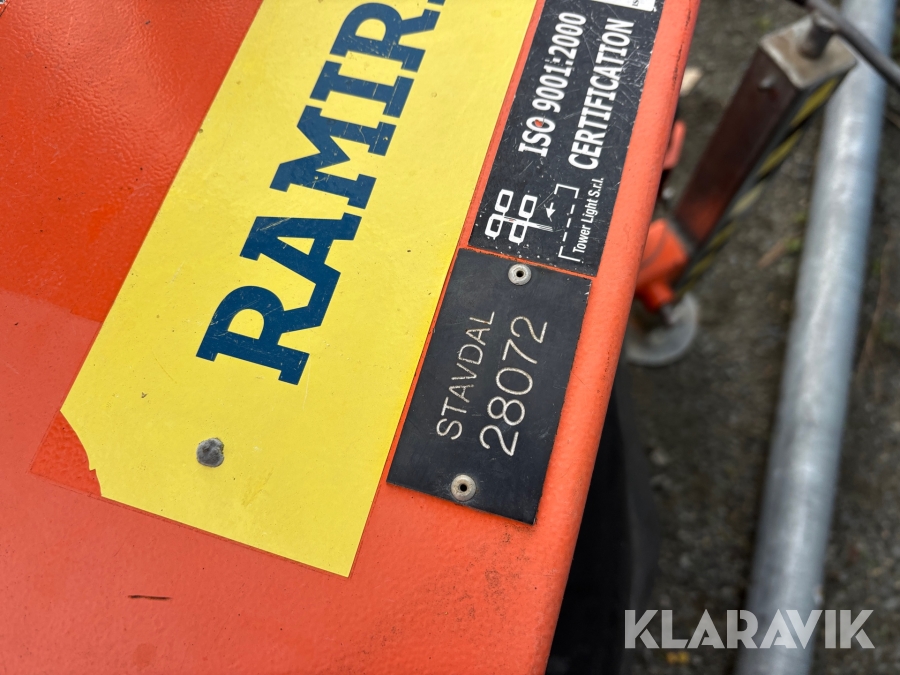 RAMIR
ISO 9001:2000
CERTIFICATION
Tower Light S.r.l.
STAVDAL
28072
KLARAVIK